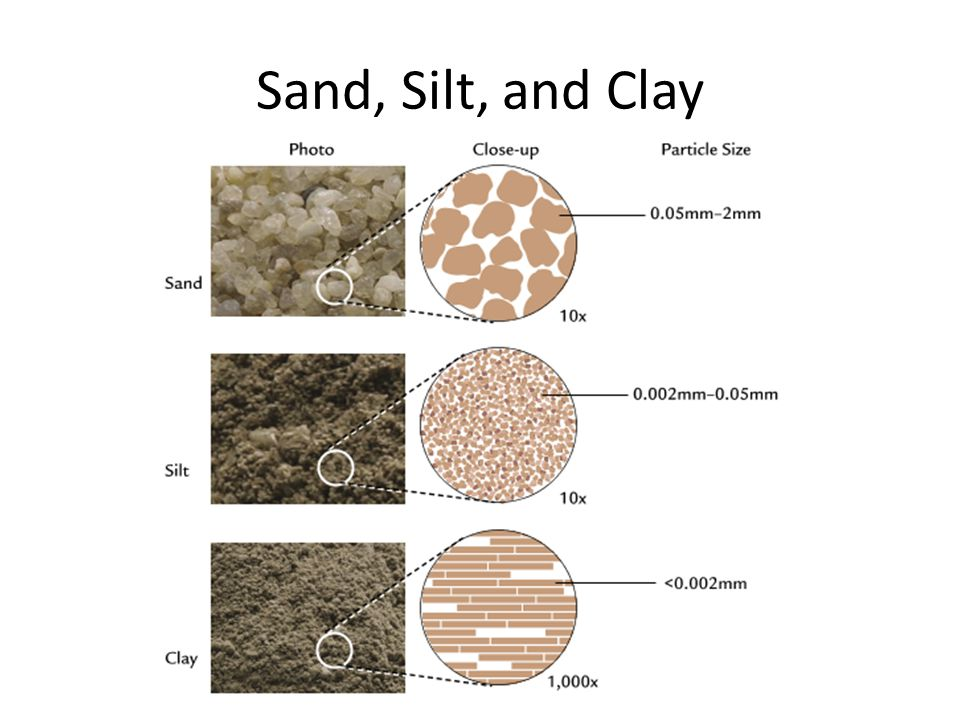 Sand, Silt, and Clay
Photo Close-up Particle Size
0.05mm–2mm
Sand
10x
0.002mm–0.05mm
Silt
10x
<0.002mm
Clay
1,000x